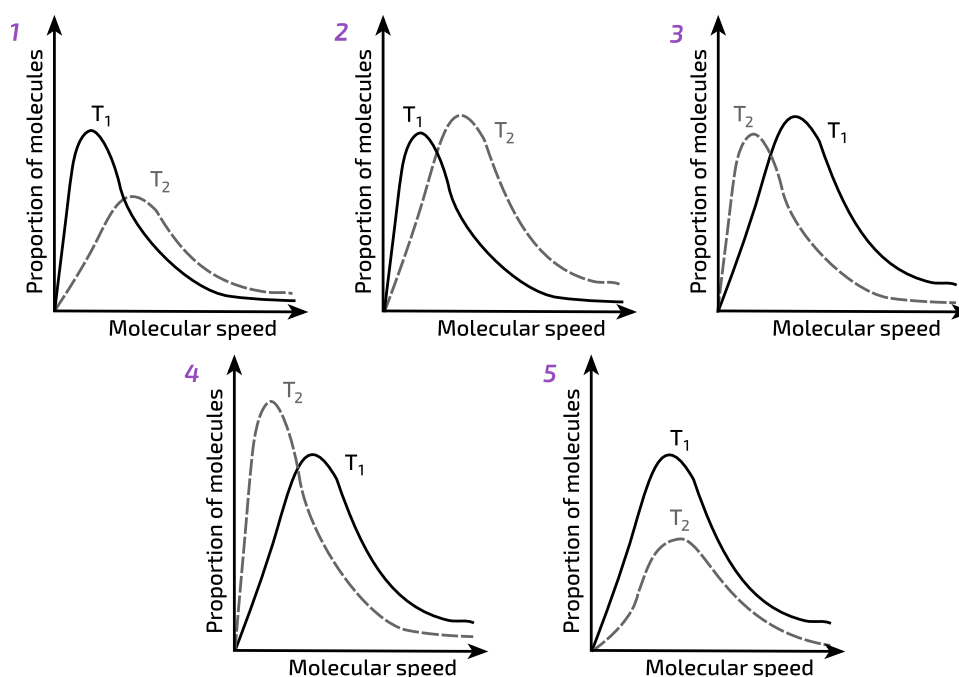 1
Proportion of molecules
T₁
T₂
Molecular speed
2
Proportion of molecules
T₁
T₂
Molecular speed
3
Proportion of molecules
T₂
T₁
Molecular speed
4
Proportion of molecules
T₂
T₁
Molecular speed
5
Proportion of molecules
T₁
T₂
Molecular speed